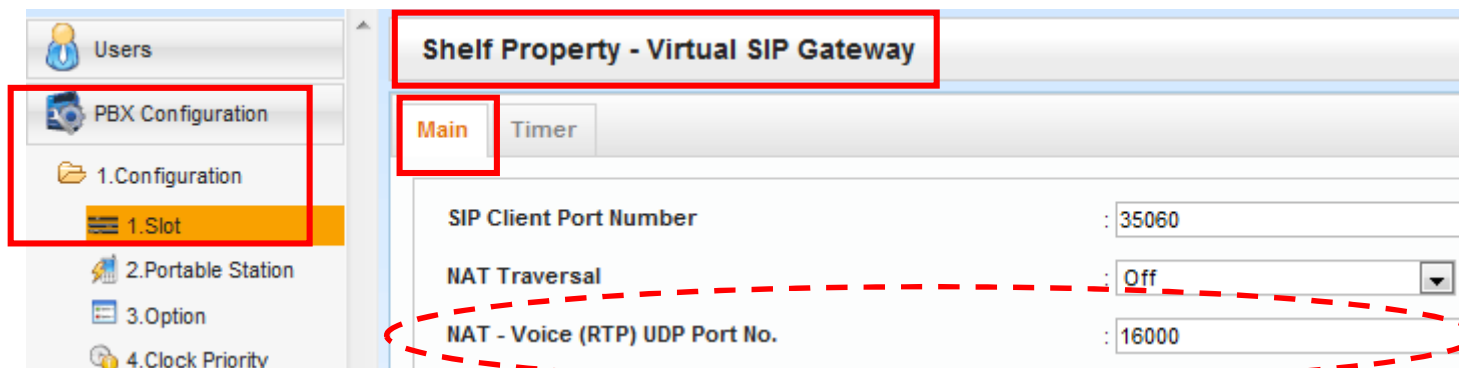 Users
PBX Configuration
1.Configuration
1.Slot
2.Portable Station
3.Option
4.Clock Priority
Shelf Property - Virtual SIP Gateway
Main Timer
SIP Client Port Number : 35060
NAT Traversal : Off
NAT - Voice (RTP) UDP Port No. : 16000